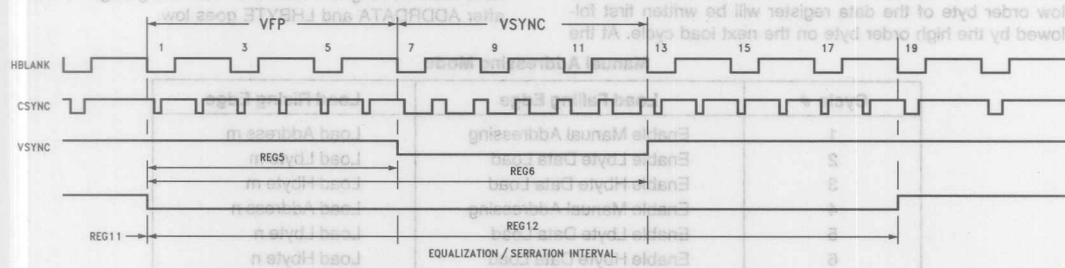 low order byte of the data register will be written first fol-
lowed by the high order byte on the next load cycle. At the
after ADDRDATA and LHBYTE goes low
VFP
VSYNC
1 3 5 7 9 11 13 15 17 19
HBLANK
Manual Addressing Mode
CSYNC
Cycle #
Load Falling Edge
Load Rising Edge
1 Enable Manual Addressing Load Address m
VSYNC
2 Enable Lbyte Data Load Load Lbyte m
REG5
REG6
3 Enable Hbyte Data Load Load Hbyte m
4 Enable Manual Addressing Load Address n
REG12
REG11
5 Enable Lbyte Data Load Load Lbyte n
EQUALIZATION / SERRATION INTERVAL
6 Enable Hbyte Data Load Load Hbyte n